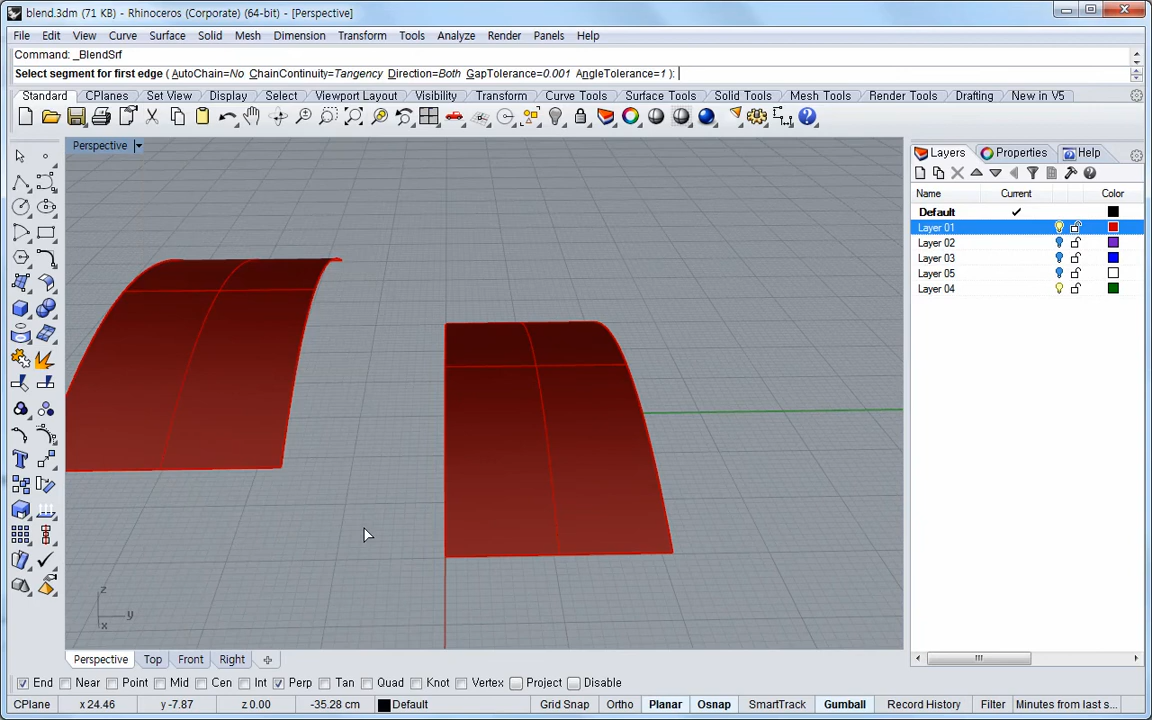 blend.3dm (71 KB) - Rhinoceros (Corporate) (64-bit) - [Perspective]
File Edit View Curve Surface Solid Mesh Dimension Transform Tools Analyze Render Panels Help
Command: _BlendSrf
Select segment for first edge ( AutoChain=No ChainContinuity=Tangency Direction=Both GapTolerance=0.001 AngleTolerance=1 ):
Standard CPlanes Set View Display Select Viewport Layout Visibility Transform Curve Tools Surface Tools Solid Tools Mesh Tools Render Tools Drafting New in V5
Perspective
Layers Properties Help
Name Current Color
Default
Layer 01
Layer 02
Layer 03
Layer 05
Layer 04
z
y
x
Perspective Top Front Right
End Near Point Mid Cen Int Perp Tan Quad Knot Vertex Project Disable
CPlane x 24.46 y -7.87 z 0.00 -35.28 cm Default Grid Snap Ortho Planar Osnap SmartTrack Gumball Record History Filter Minutes from last s...